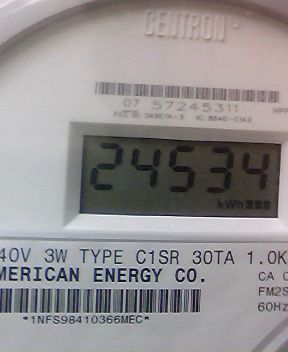 CENTRON®
07 57245311
24534
kWh
40V 3W TYPE C1SR 30TA 1.0K
MERICAN ENERGY CO.
CA 0
FM2S
60Hz
*1NFS98410366MEC*